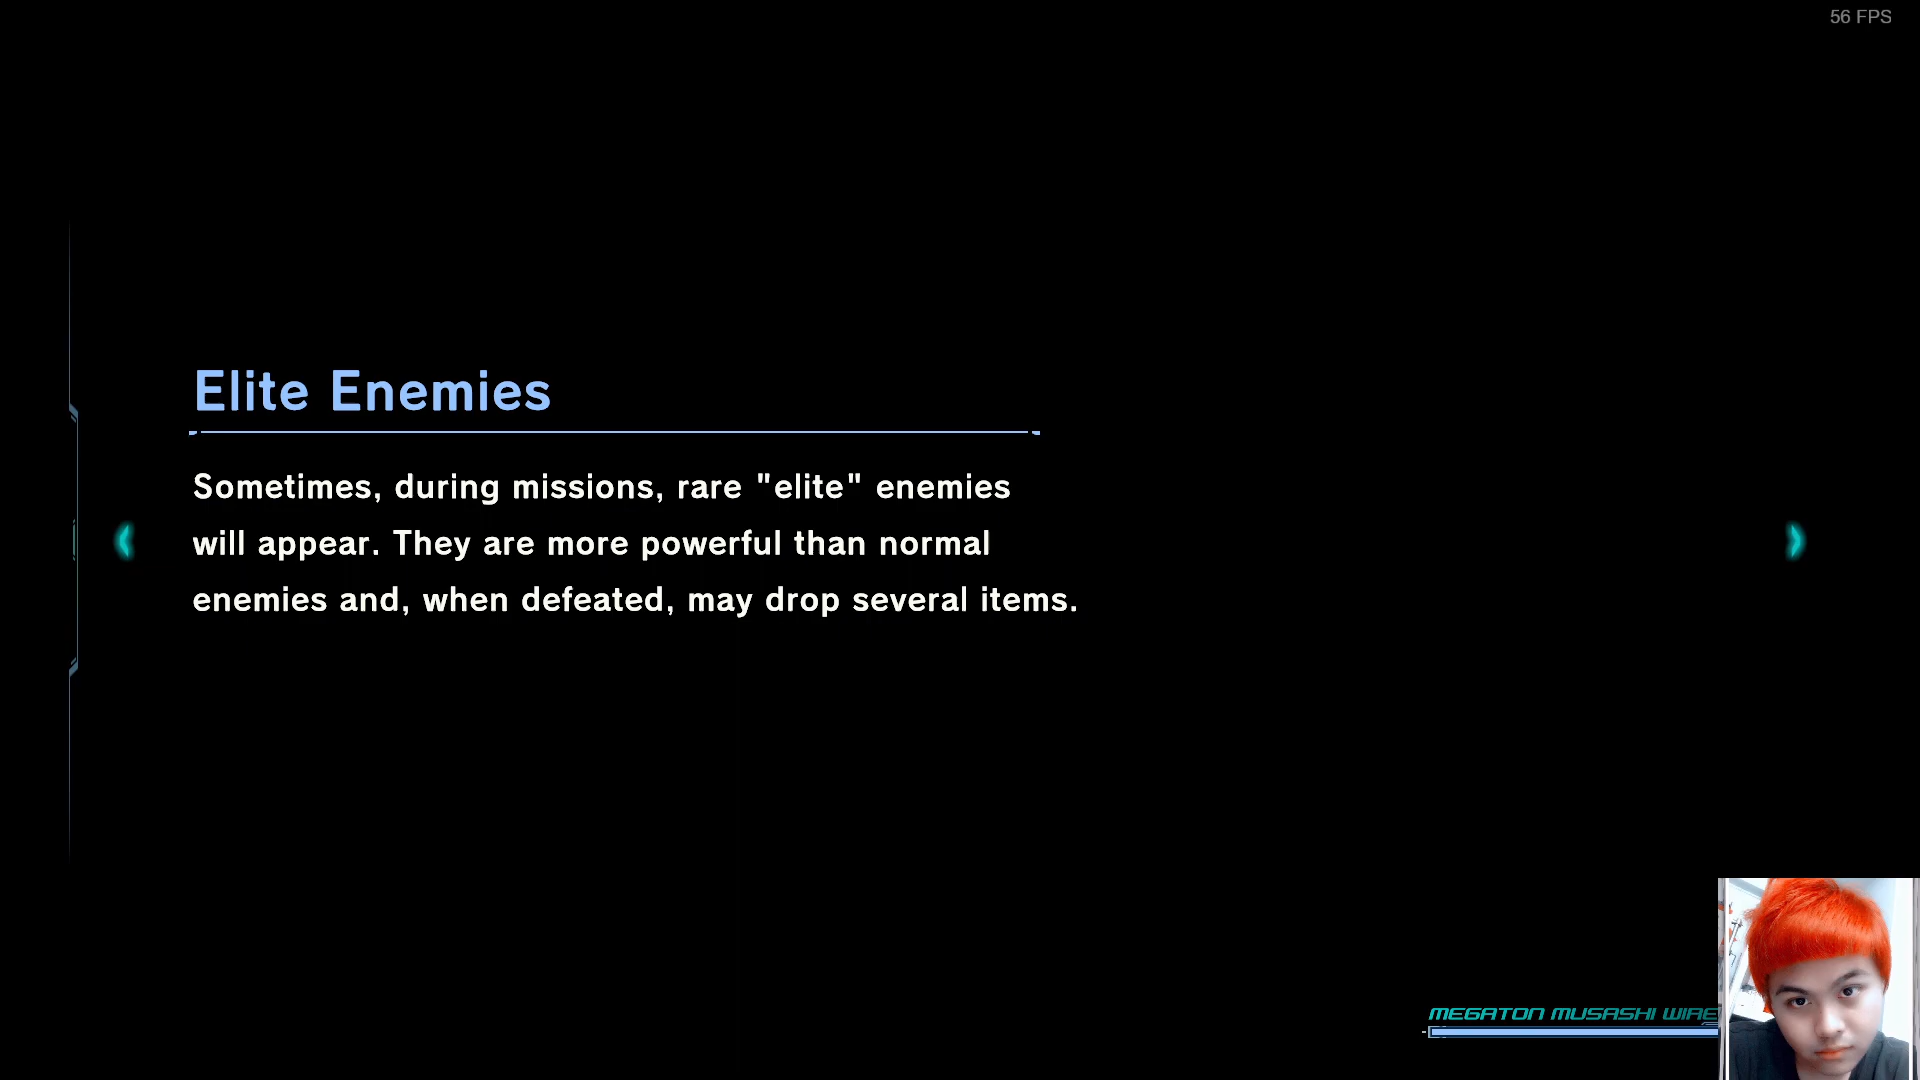 56 FPS
Elite Enemies
Sometimes, during missions, rare "elite" enemies
will appear. They are more powerful than normal
enemies and, when defeated, may drop several items.
MEGATON MUSASHI WIRE